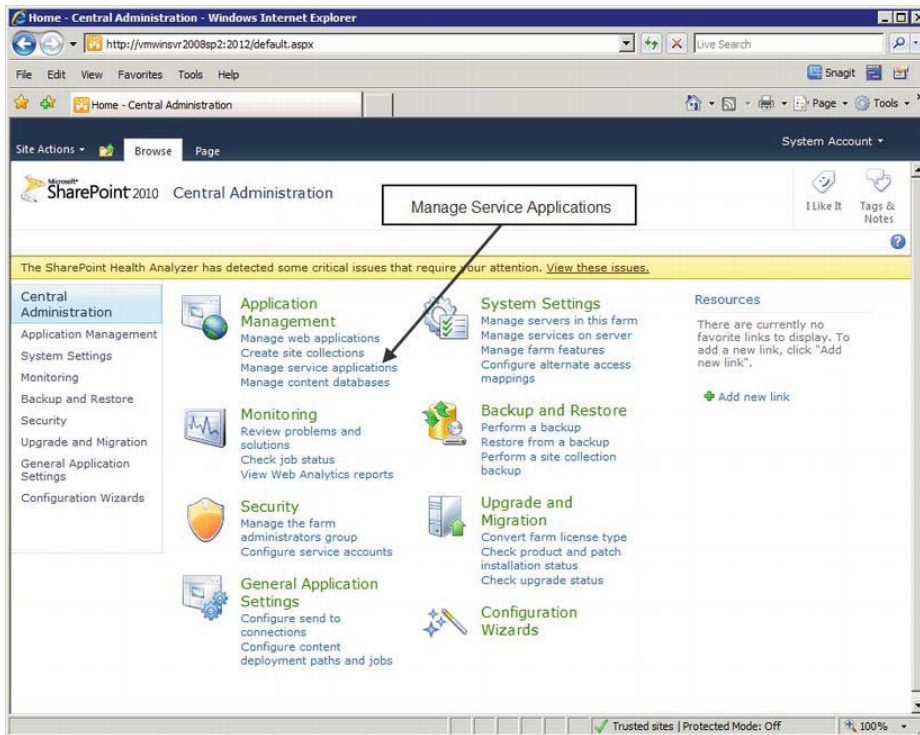 Home - Central Administration - Windows Internet Explorer
http://vmwinsvr2008sp2:2012/default.aspx
Live Search
File Edit View Favorites Tools Help
Snagit
Home - Central Administration
Page
Tools
Site Actions
Browse
Page
System Account
Microsoft
SharePoint 2010
Central Administration
Manage Service Applications
I Like It
Tags &
Notes
The SharePoint Health Analyzer has detected some critical issues that require your attention. View these issues.
Central
Administration
Application Management
System Settings
Monitoring
Backup and Restore
Security
Upgrade and Migration
General Application
Settings
Configuration Wizards
Application
Management
Manage web applications
Create site collections
Manage service applications
Manage content databases
Monitoring
Review problems and
solutions
Check job status
View Web Analytics reports
Security
Manage the farm
administrators group
Configure service accounts
General Application
Settings
Configure send to
connections
Configure content
deployment paths and jobs
System Settings
Manage servers in this farm
Manage services on server
Manage farm features
Configure alternate access
mappings
Backup and Restore
Perform a backup
Restore from a backup
Perform a site collection
backup
Upgrade and
Migration
Convert farm license type
Check product and patch
installation status
Check upgrade status
Configuration
Wizards
Resources
There are currently no
favorite links to display. To
add a new link, click "Add
new link".
Add new link
Trusted sites | Protected Mode: Off
100%